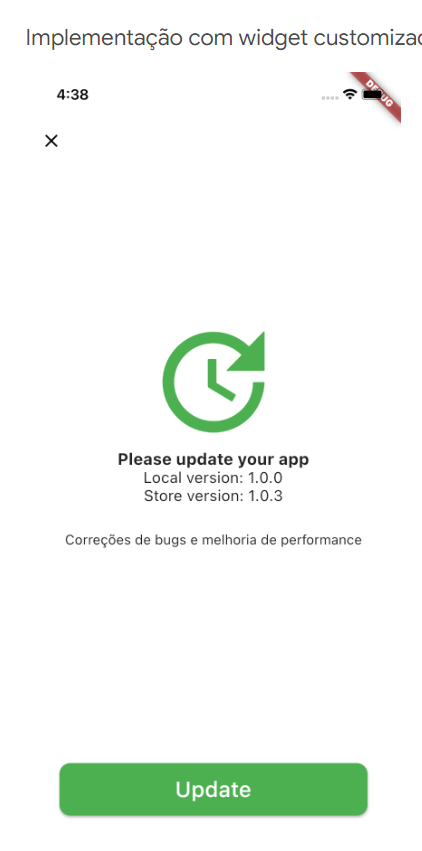 Implementação com widget
4:38
DEBUG
Please update your app
Local version: 1.0.0
Store version: 1.0.3
Correções de bugs e melhoria de performance
Update